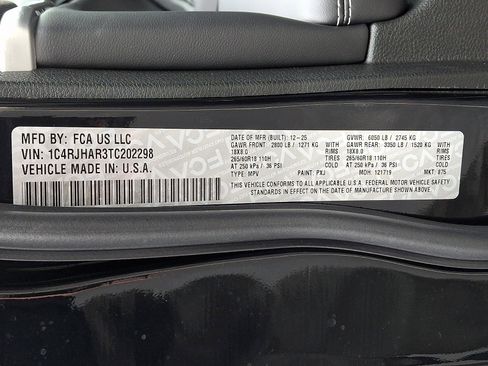 MFD BY: FCA US LLC
VIN: 1C4RJHAR3TC202298
VEHICLE MADE IN: U.S.A.
DATE OF MFR (BUILT): 12-25 GVWR: 6050 LB / 2745 KG
GAWR FRONT: 2800 LB / 1271 KG WITH GAWR REAR: 3350 LB / 1520 KG WITH
18X8.0 RIMS 18X8.0 RIMS
265/60R18 110H TIRES 265/60R18 110H TIRES
AT 250 kPa / 36 PSI COLD AT 250 kPa / 36 PSI COLD
TYPE: MPV PAINT: PXJ MDH: 121719 MKT: 875
THIS VEHICLE CONFORMS TO ALL APPLICABLE U.S.A. FEDERAL MOTOR VEHICLE SAFETY
STANDARDS IN EFFECT ON THE DATE OF MANUFACTURE SHOWN ABOVE.